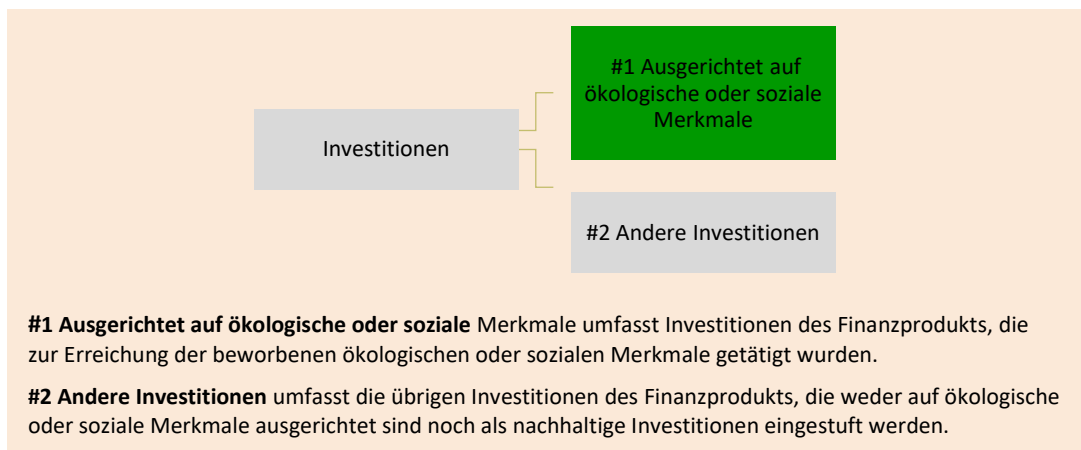 #1 Ausgerichtet auf
ökologische oder soziale
Merkmale
Investitionen
#2 Andere Investitionen
#1 Ausgerichtet auf ökologische oder soziale Merkmale umfasst Investitionen des Finanzprodukts, die
zur Erreichung der beworbenen ökologischen oder sozialen Merkmale getätigt wurden.
#2 Andere Investitionen umfasst die übrigen Investitionen des Finanzprodukts, die weder auf ökologische
oder soziale Merkmale ausgerichtet sind noch als nachhaltige Investitionen eingestuft werden.